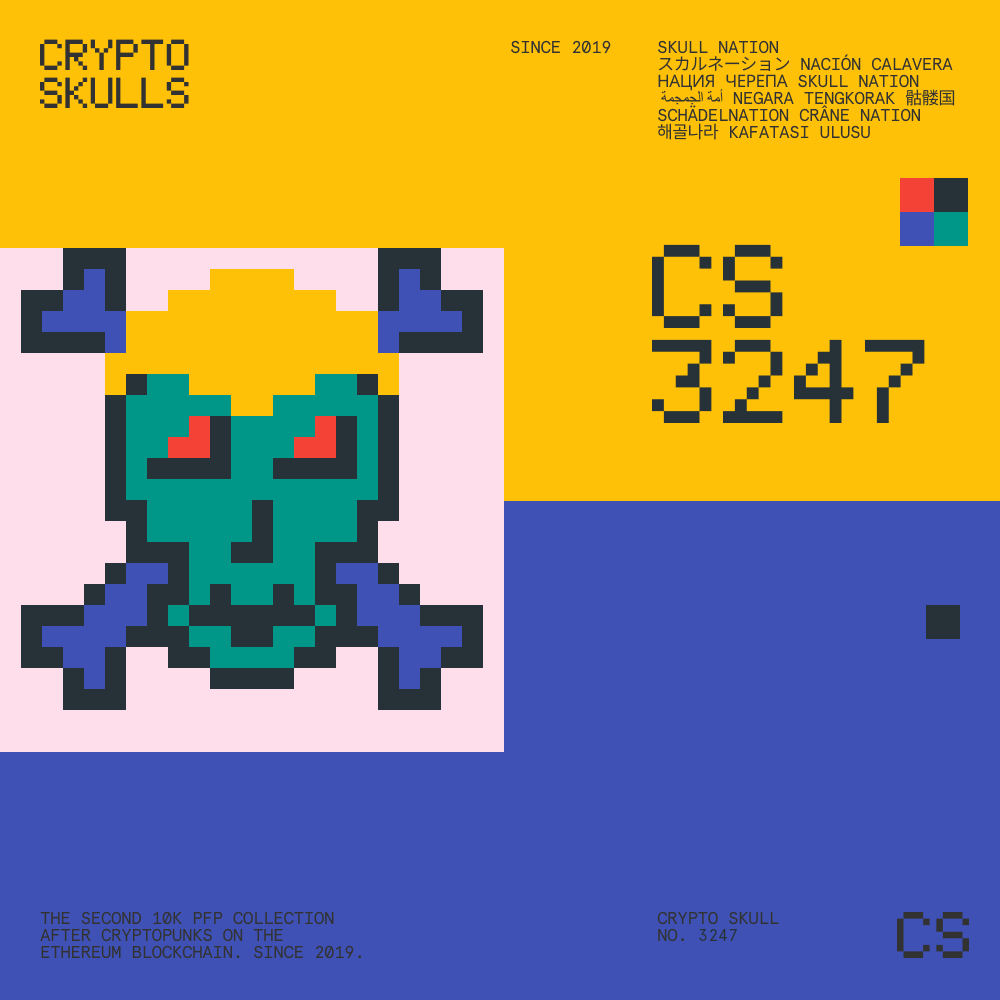 CRYPTO
SKULLS
SINCE 2019
SKULL NATION
スカルネーション NACIÓN CALAVERA
НАЦИЯ ЧЕРЕПА SKULL NATION
أمة الجمجمة NEGARA TENGKORAK 骷髅国
SCHÄDELNATION CRÂNE NATION
해골나라 KAFATASI ULUSU
CS
3247
THE SECOND 10K PFP COLLECTION
AFTER CRYPTOPUNKS ON THE
ETHEREUM BLOCKCHAIN. SINCE 2019.
CRYPTO SKULL
NO. 3247
CS